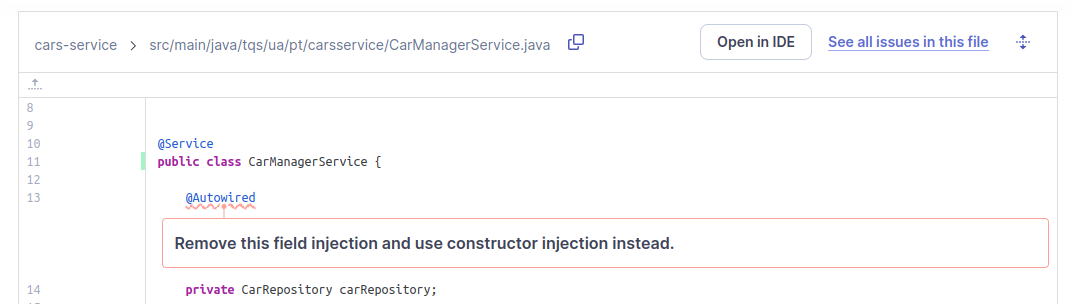 cars-service > src/main/java/tqs/ua/pt/carsservice/CarManagerService.java Open in IDE See all issues in this file
8
9
10 @Service
11 public class CarManagerService {
12
13 @Autowired
Remove this field injection and use constructor injection instead.
14 private CarRepository carRepository;